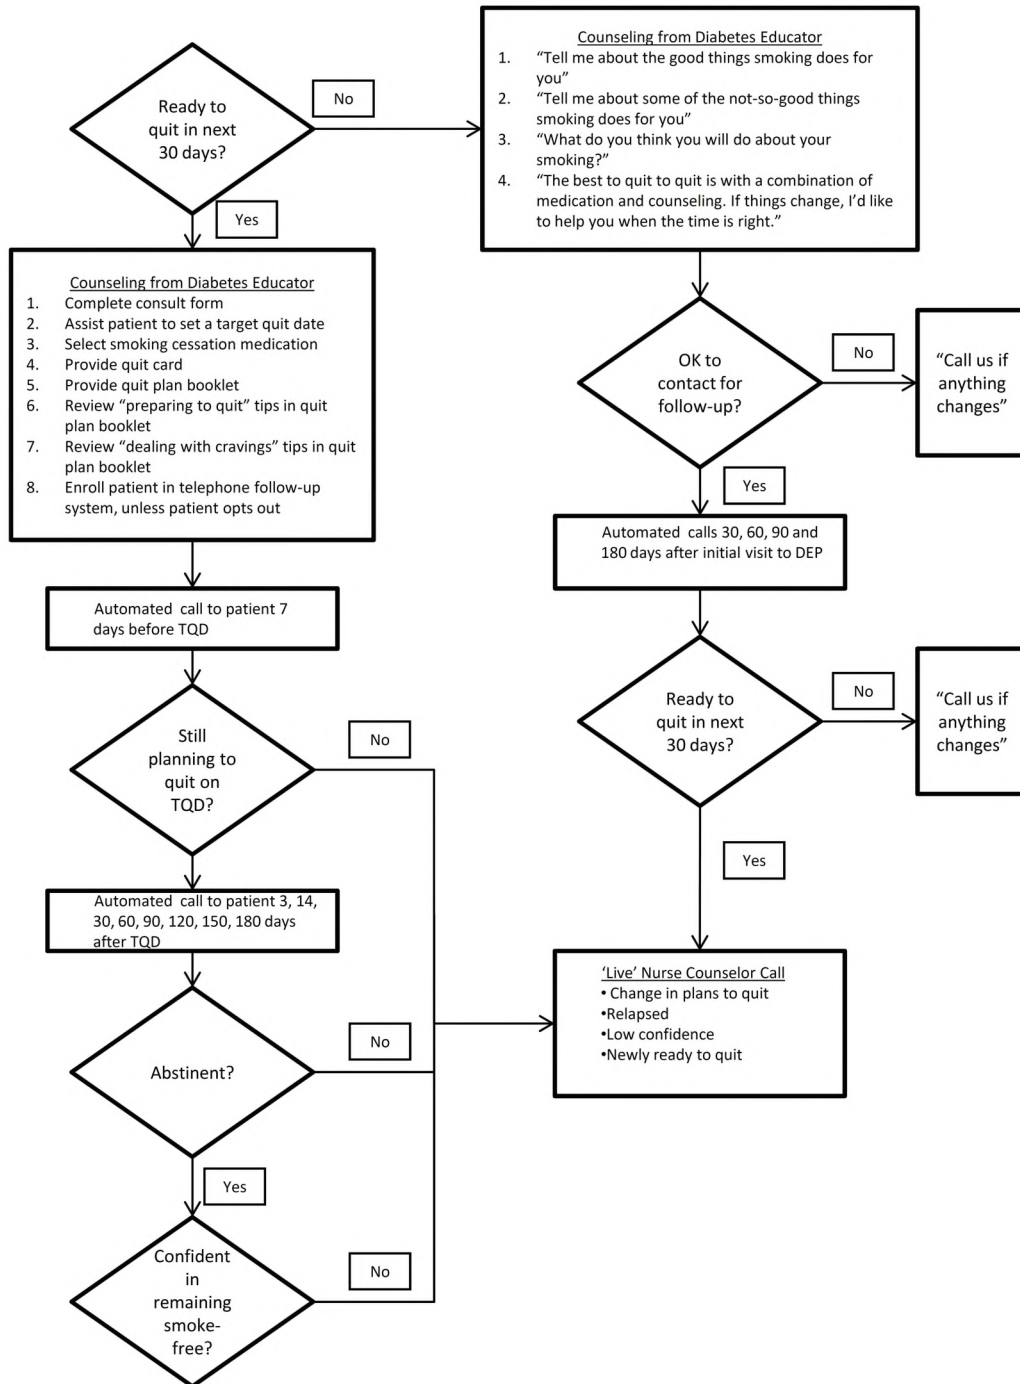 Ready to
quit in next
30 days?
No
Counseling from Diabetes Educator
1. “Tell me about the good things smoking does for
you”
2. “Tell me about some of the not-so-good things
smoking does for you”
3. “What do you think you will do about your
smoking?”
4. “The best to quit to quit is with a combination of
medication and counseling. If things change, I’d like
to help you when the time is right.”
Yes
Counseling from Diabetes Educator
1. Complete consult form
2. Assist patient to set a target quit date
3. Select smoking cessation medication
4. Provide quit card
5. Provide quit plan booklet
6. Review “preparing to quit” tips in quit
plan booklet
7. Review “dealing with cravings” tips in quit
plan booklet
8. Enroll patient in telephone follow-up
system, unless patient opts out
OK to
contact for
follow-up?
No
“Call us if
anything
changes”
Yes
Automated calls 30, 60, 90 and
180 days after initial visit to DEP
Automated call to patient 7
days before TQD
Ready to
quit in next
30 days?
No
“Call us if
anything
changes”
Still
planning to
quit on
TQD?
No
Yes
Automated call to patient 3, 14,
30, 60, 90, 120, 150, 180 days
after TQD
‘Live’ Nurse Counselor Call
• Change in plans to quit
•Relapsed
•Low confidence
•Newly ready to quit
Abstinent?
No
Yes
Confident
in
remaining
smoke-
free?
No